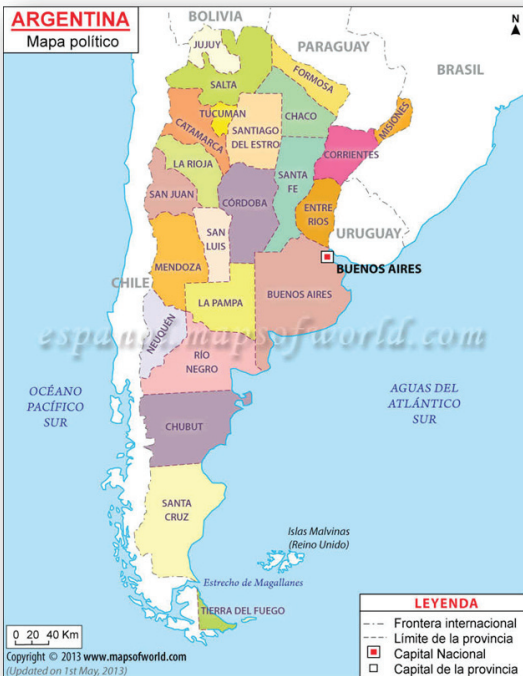 ARGENTINA
Mapa político
N
BOLIVIA
PARAGUAY
BRASIL
JUJUY
FORMOSA
SALTA
TUCUMAN
CHACO
MISIONES
CATAMARCA
SANTIAGO
DEL ESTRO
CORRIENTES
LA RIOJA
SANTA
FE
SAN JUAN
CÓRDOBA
ENTRE
RIOS
SAN
LUIS
URUGUAY
MENDOZA
BUENOS AIRES
CHILE
LA PAMPA
BUENOS AIRES
NEUQUÉN
espanol.mapsofworld.com
RÍO
NEGRO
OCÉANO
PACÍFICO
SUR
AGUAS DEL
ATLÁNTICO
SUR
CHUBUT
SANTA
CRUZ
Islas Malvinas
(Reino Unido)
Estrecho de Magallanes
TIERRA DEL FUEGO
LEYENDA
Frontera internacional
Límite de la provincia
Capital Nacional
Capital de la provincia
0 20 40 Km
Copyright © 2013 www.mapsofworld.com
(Updated on 1st May, 2013)